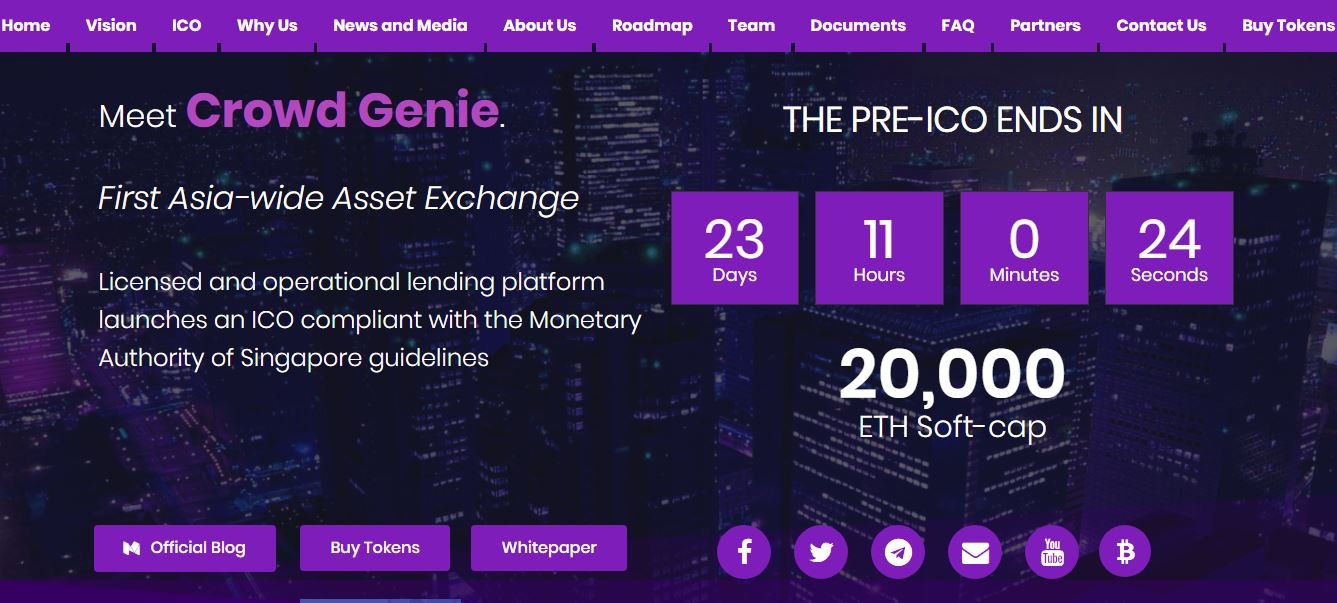 Home Vision ICO Why Us News and Media About Us Roadmap Team Documents FAQ Partners Contact Us Buy Tokens
Meet Crowd Genie.
First Asia-wide Asset Exchange
Licensed and operational lending platform
launches an ICO compliant with the Monetary
Authority of Singapore guidelines
Official Blog Buy Tokens Whitepaper
THE PRE-ICO ENDS IN
23 11 0 24
Days Hours Minutes Seconds
20,000
ETH Soft-cap
You
Tube